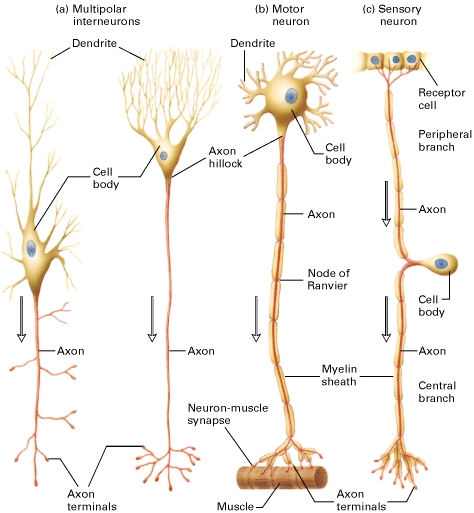 (a) Multipolar
interneurons
(b) Motor
neuron
(c) Sensory
neuron
Dendrite
Dendrite
Receptor
cell
Peripheral
branch
Cell
body
Axon
hillock
Cell
body
Axon
Axon
Node of
Ranvier
Cell
body
Axon
Axon
Axon
Myelin
sheath
Central
branch
Neuron-muscle
synapse
Axon
terminals
Muscle
Axon
terminals